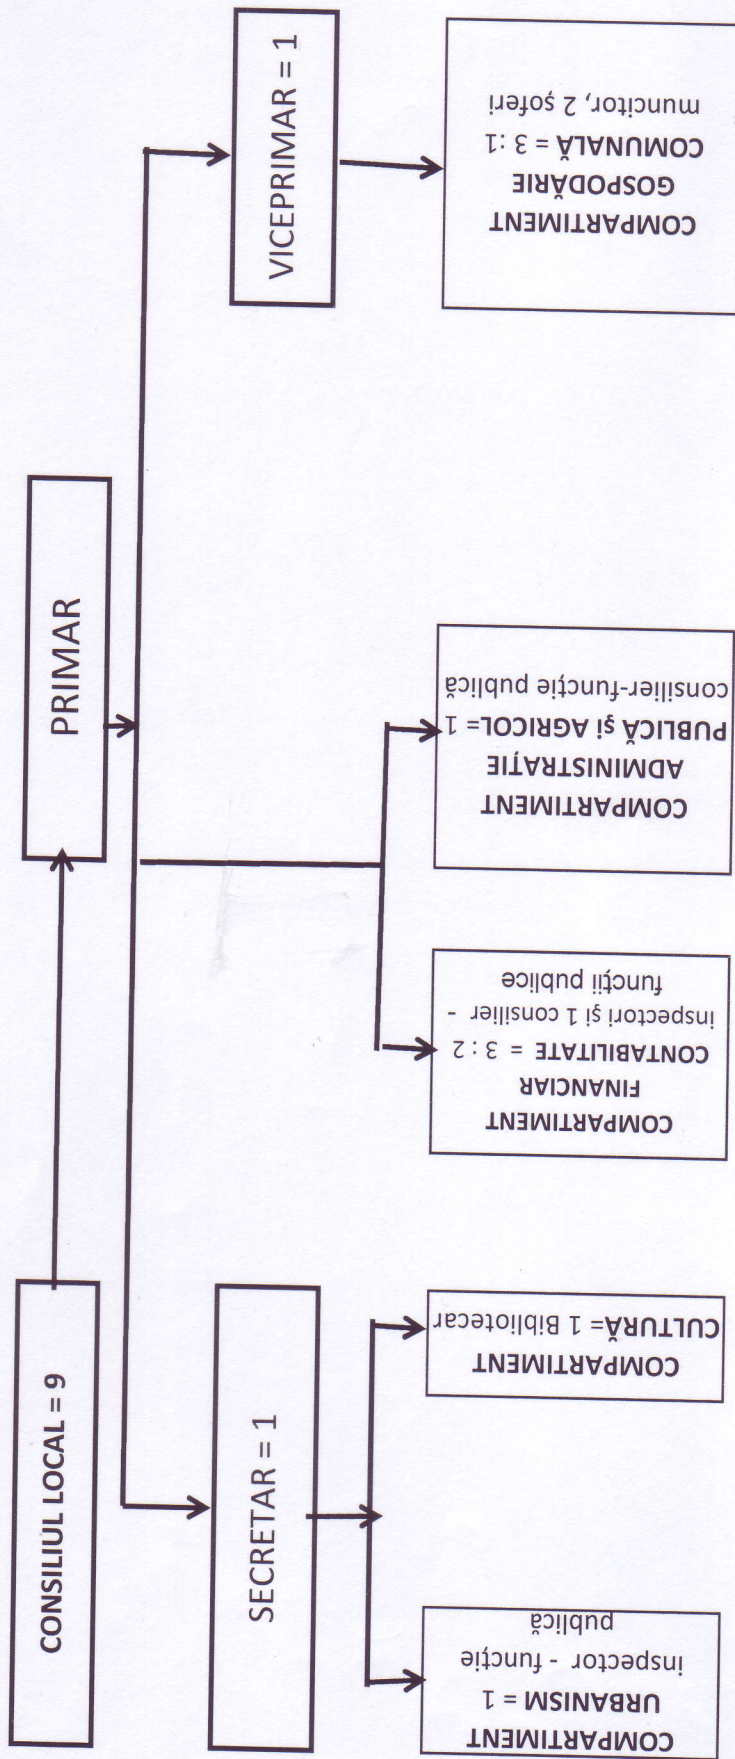 CONSILIUL LOCAL = 9
PRIMAR
SECRETAR = 1
VICEPRIMAR = 1
COMPARTIMENT
URBANISM = 1
inspector - funcție
publică
COMPARTIMENT
CULTURĂ= 1 Bibliotecar
COMPARTIMENT
FINANCIAR
CONTABILITATE = 3 : 2
inspectori și 1 consilier -
funcții publice
COMPARTIMENT
ADMINISTRAȚIE
PUBLICĂ și AGRICOL= 1
consilier-funcție publică
COMPARTIMENT
GOSPODĂRIE
COMUNALĂ = 3 :1
muncitor, 2 șoferi